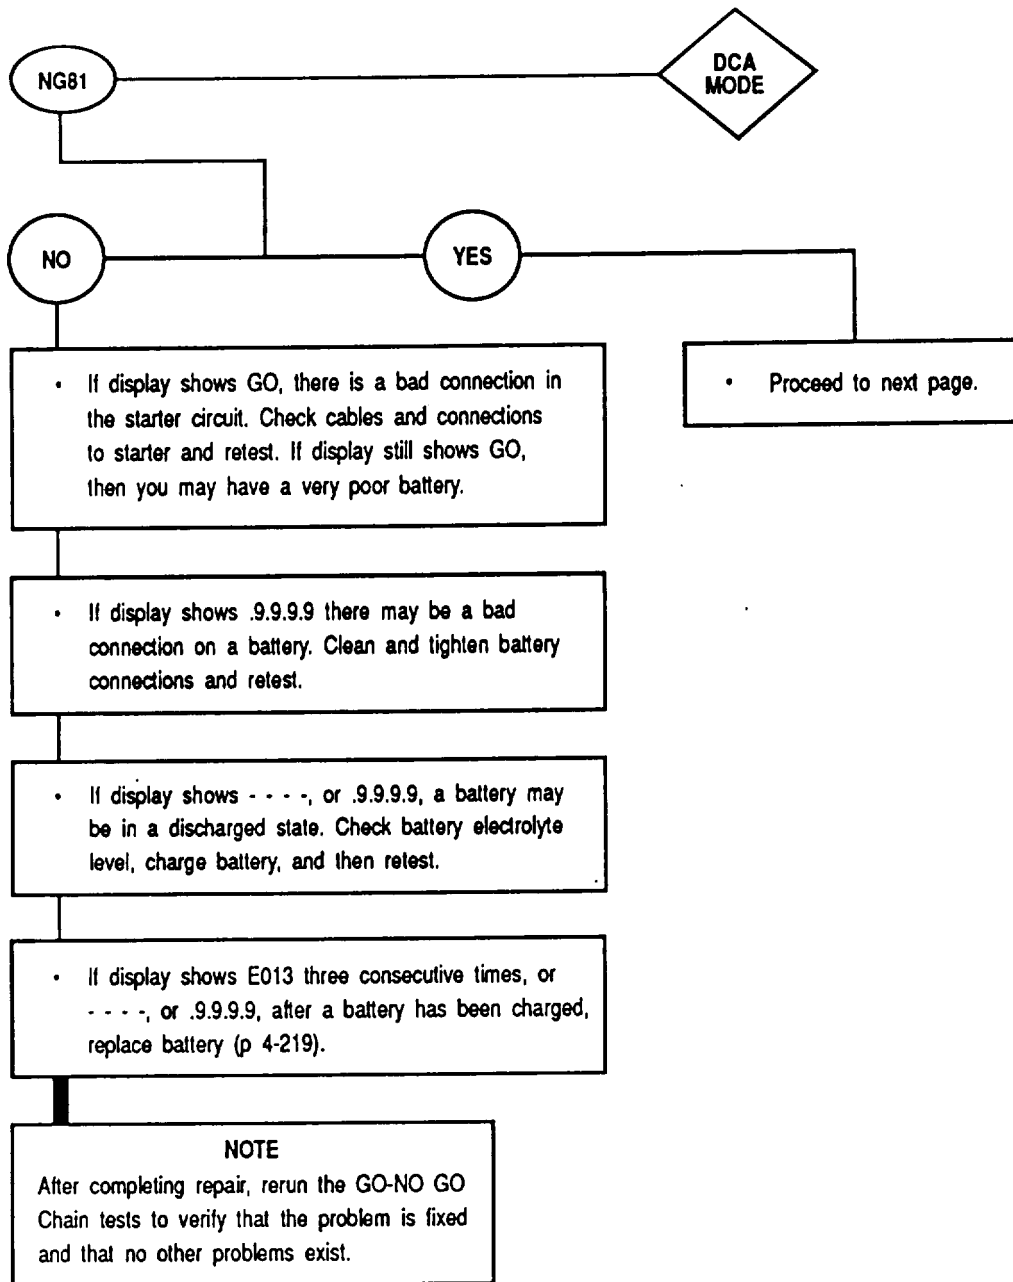 NG81
DCA
MODE
NO
YES
• If display shows GO, there is a bad connection in
the starter circuit. Check cables and connections
to starter and retest. If display still shows GO,
then you may have a very poor battery.
• Proceed to next page.
• If display shows .9.9.9.9 there may be a bad
connection on a battery. Clean and tighten battery
connections and retest.
• If display shows - - - -, or .9.9.9.9, a battery may
be in a discharged state. Check battery electrolyte
level, charge battery, and then retest.
• If display shows E013 three consecutive times, or
- - - -, or .9.9.9.9, after a battery has been charged,
replace battery (p 4-219).
NOTE
After completing repair, rerun the GO-NO GO
Chain tests to verify that the problem is fixed
and that no other problems exist.